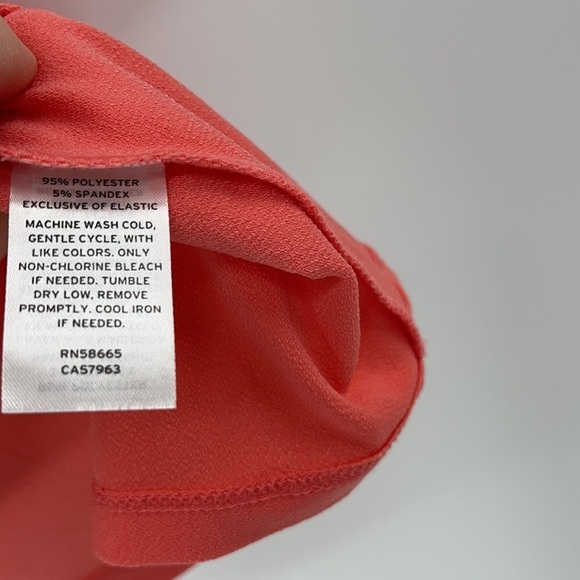 95% POLYESTER
5% SPANDEX
EXCLUSIVE OF ELASTIC
MACHINE WASH COLD,
GENTLE CYCLE, WITH
LIKE COLORS. ONLY
NON-CHLORINE BLEACH
IF NEEDED. TUMBLE
DRY LOW, REMOVE
PROMPTLY. COOL IRON
IF NEEDED.
RN58665
CA57963